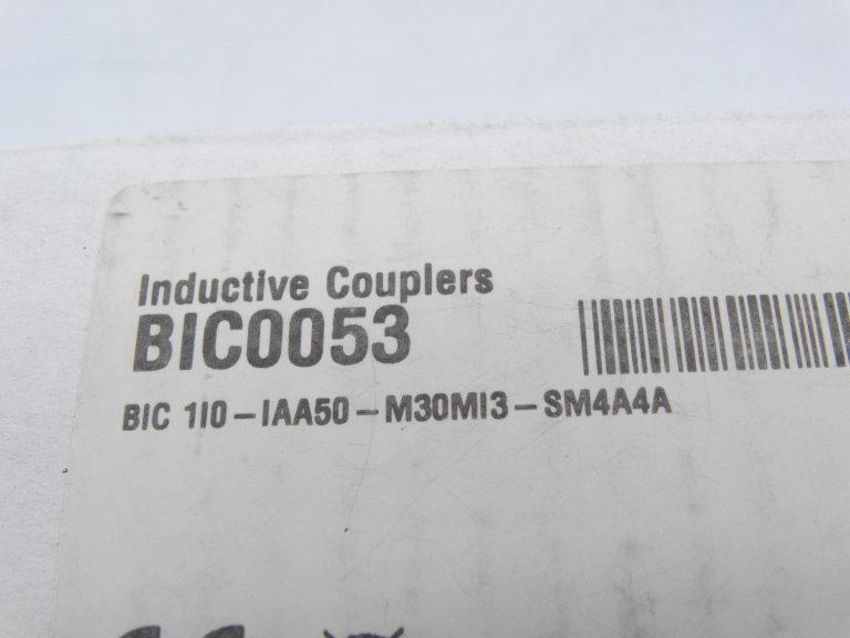 Inductive Couplers
BIC0053
BIC 1I0-IAA50-M30MI3-SM4A4A